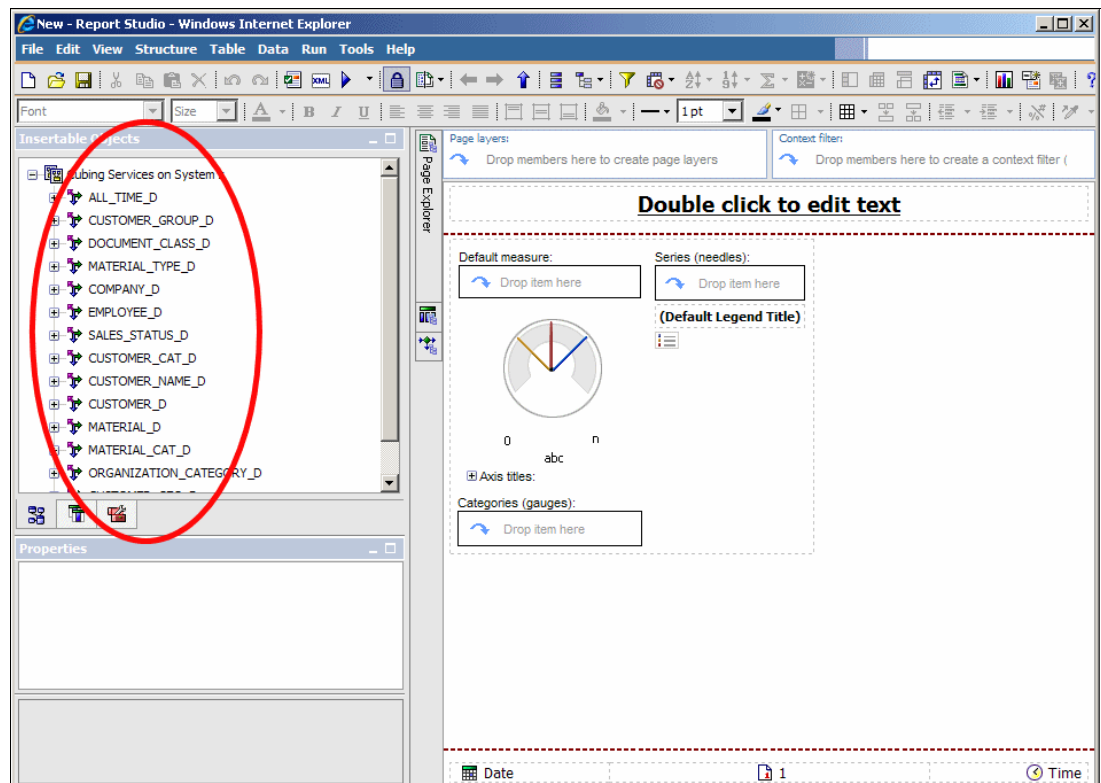 New - Report Studio - Windows Internet Explorer
File Edit View Structure Table Data Run Tools Help
Font Size A B I U 1 pt
Insertable Objects
Page layers:
Context filter:
Drop members here to create page layers
Drop members here to create a context filter (
Page Explorer
Cubing Services on System
ALL_TIME_D
CUSTOMER_GROUP_D
DOCUMENT_CLASS_D
MATERIAL_TYPE_D
COMPANY_D
EMPLOYEE_D
SALES_STATUS_D
CUSTOMER_CAT_D
CUSTOMER_NAME_D
CUSTOMER_D
MATERIAL_D
MATERIAL_CAT_D
ORGANIZATION_CATEGORY_D
Properties
Double click to edit text
Default measure:
Series (needles):
Drop item here
Drop item here
(Default Legend Title)
0 n
abc
Axis titles:
Categories (gauges):
Drop item here
Date
1
Time